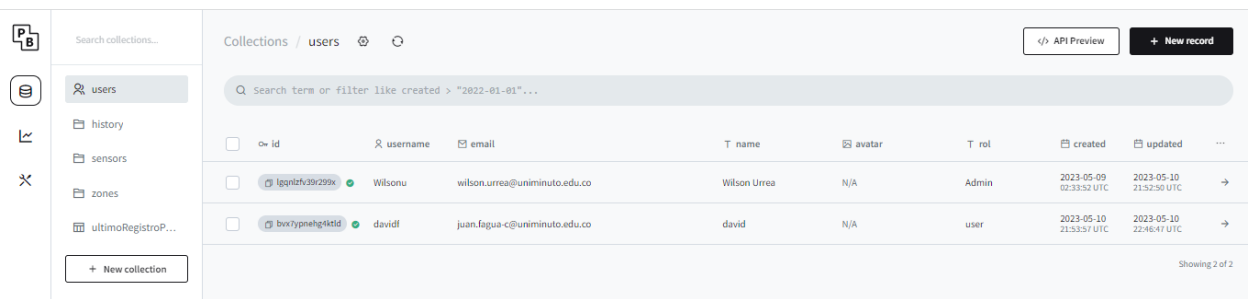 PB
Search collections...
users
history
sensors
zones
ultimoRegistroP...
+ New collection
Collections / users
</> API Preview
+ New record
Search term or filter like created > "2022-01-01"...
id username email name avatar rol created updated ...
lgqnlzfv39r299x Wilsonu wilson.urrea@uniminuto.edu.co Wilson Urrea N/A Admin 2023-05-09
02:33:52 UTC 2023-05-10
21:52:50 UTC
bvx7ypnehg4ktld davidf juan.fagua-c@uniminuto.edu.co david N/A user 2023-05-10
21:53:57 UTC 2023-05-10
22:46:47 UTC
Showing 2 of 2